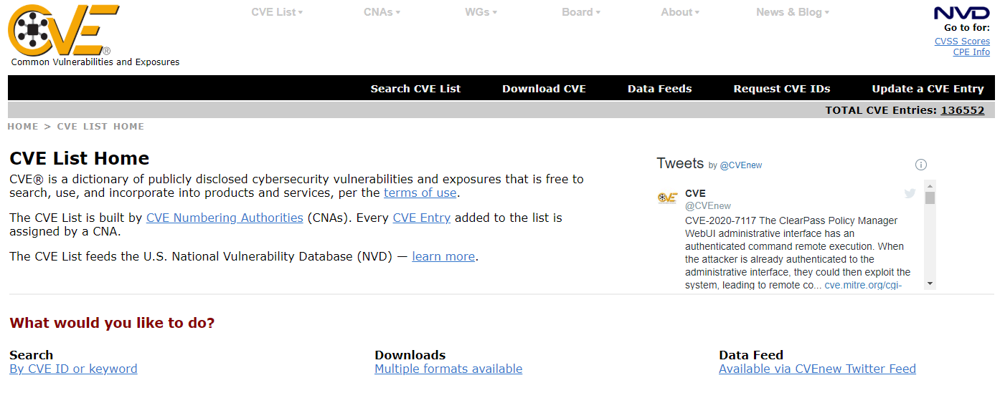 CVE®
Common Vulnerabilities and Exposures
CVE List CNAs WGs Board About News & Blog
NVD
Go to for:
CVSS Scores
CPE Info
Search CVE List Download CVE Data Feeds Request CVE IDs Update a CVE Entry
TOTAL CVE Entries: 136552
HOME > CVE LIST HOME
CVE List Home
CVE® is a dictionary of publicly disclosed cybersecurity vulnerabilities and exposures that is free to
search, use, and incorporate into products and services, per the terms of use.
The CVE List is built by CVE Numbering Authorities (CNAs). Every CVE Entry added to the list is
assigned by a CNA.
The CVE List feeds the U.S. National Vulnerability Database (NVD) — learn more.
Tweets by @CVEnew
CVE
CVE
@CVEnew
CVE-2020-7117 The ClearPass Policy Manager
WebUI administrative interface has an
authenticated command remote execution. When
the attacker is already authenticated to the
administrative interface, they could then exploit the
system, leading to remote co... cve.mitre.org/cgi-
What would you like to do?
Search
By CVE ID or keyword
Downloads
Multiple formats available
Data Feed
Available via CVEnew Twitter Feed